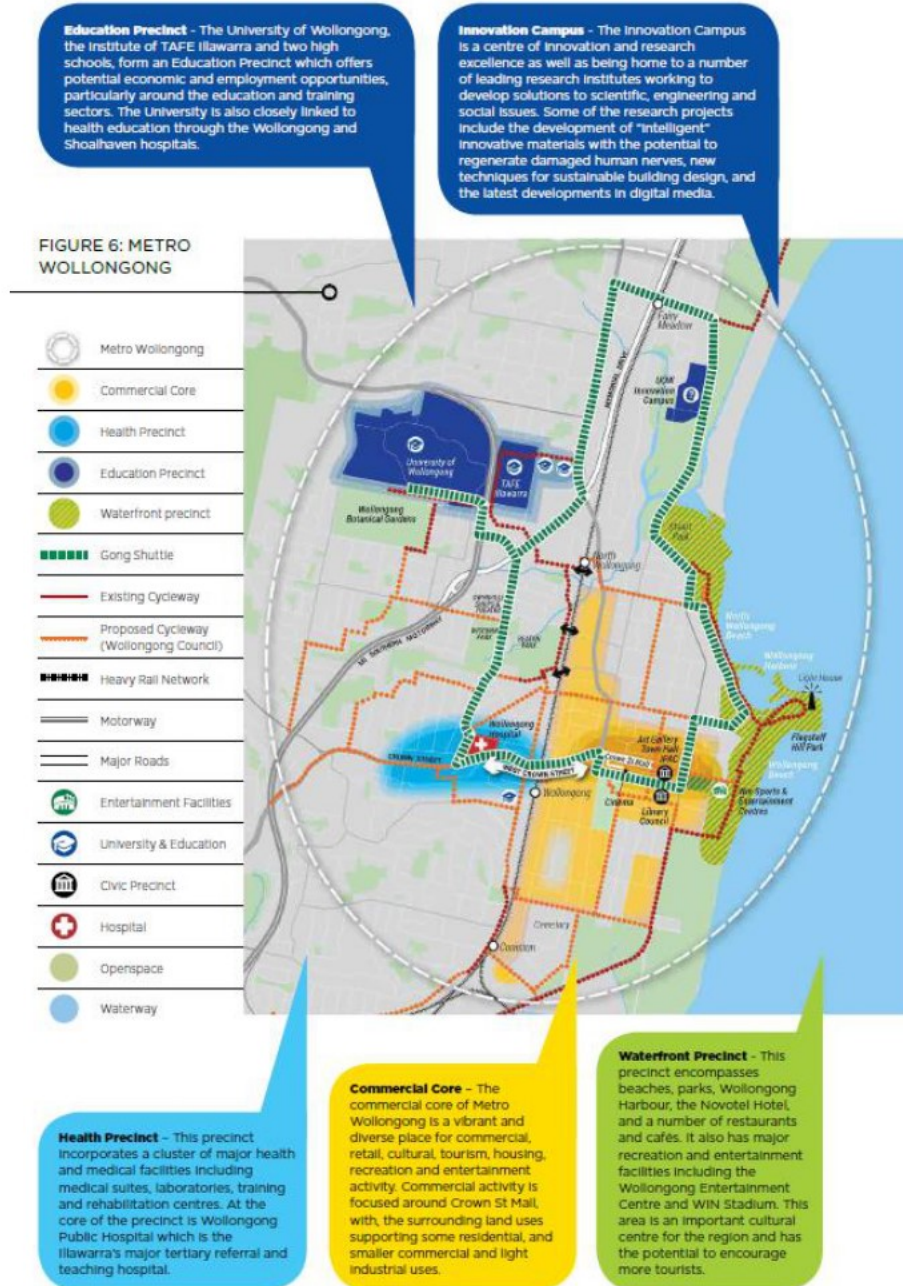 Education Precinct - The University of Wollongong,
the Institute of TAFE Illawarra and two high
schools, form an Education Precinct which offers
potential economic and employment opportunities,
particularly around the education and training
sectors. The University is also closely linked to
health education through the Wollongong and
Shoalhaven hospitals.
Innovation Campus - The Innovation Campus
is a centre of innovation and research
excellence as well as being home to a number
of leading research institutes working to
develop solutions to scientific, engineering and
social issues. Some of the research projects
include the development of "intelligent"
innovative materials with the potential to
regenerate damaged human nerves, new
techniques for sustainable building design, and
the latest developments in digital media.
FIGURE 6: METRO
WOLLONGONG
Metro Wollongong
Commercial Core
Health Precinct
Education Precinct
Waterfront precinct
Gong Shuttle
Existing Cycleway
Proposed Cycleway
(Wollongong Council)
Heavy Rail Network
Motorway
Major Roads
Entertainment Facilities
University & Education
Civic Precinct
Hospital
Openspace
Waterway
Fairy
Meadow
MEMORIAL DRIVE
UOW
Innovation
Campus
University of
Wollongong
TAFE
Illawarra
Wollongong
Botanical Gardens
Stuart
Park
North
Wollongong
North
Wollongong
Beach
Wollongong
Harbour
Light House
Flagstaff
Hill Park
Wollongong
Beach
Win Sports &
Entertainment
Centres
Wollongong
Hospital
CROWN STREET
WEST CROWN STREET
Art Gallery
Town Hall
IPAC
Crown St Mall
Cinema
Library
Council
Wollongong
Cemetery
Coniston
Health Precinct - This precinct
incorporates a cluster of major health
and medical facilities including
medical suites, laboratories, training
and rehabilitation centres. At the
core of the precinct is Wollongong
Public Hospital which is the
Illawarra's major tertiary referral and
teaching hospital.
Commercial Core - The
commercial core of Metro
Wollongong is a vibrant and
diverse place for commercial,
retail, cultural, tourism, housing,
recreation and entertainment
activity. Commercial activity is
focused around Crown St Mall,
with, the surrounding land uses
supporting some residential, and
smaller commercial and light
industrial uses.
Waterfront Precinct - This
precinct encompasses
beaches, parks, Wollongong
Harbour, the Novotel Hotel,
and a number of restaurants
and cafés. It also has major
recreation and entertainment
facilities including the
Wollongong Entertainment
Centre and WIN Stadium. This
area is an important cultural
centre for the region and has
the potential to encourage
more tourists.